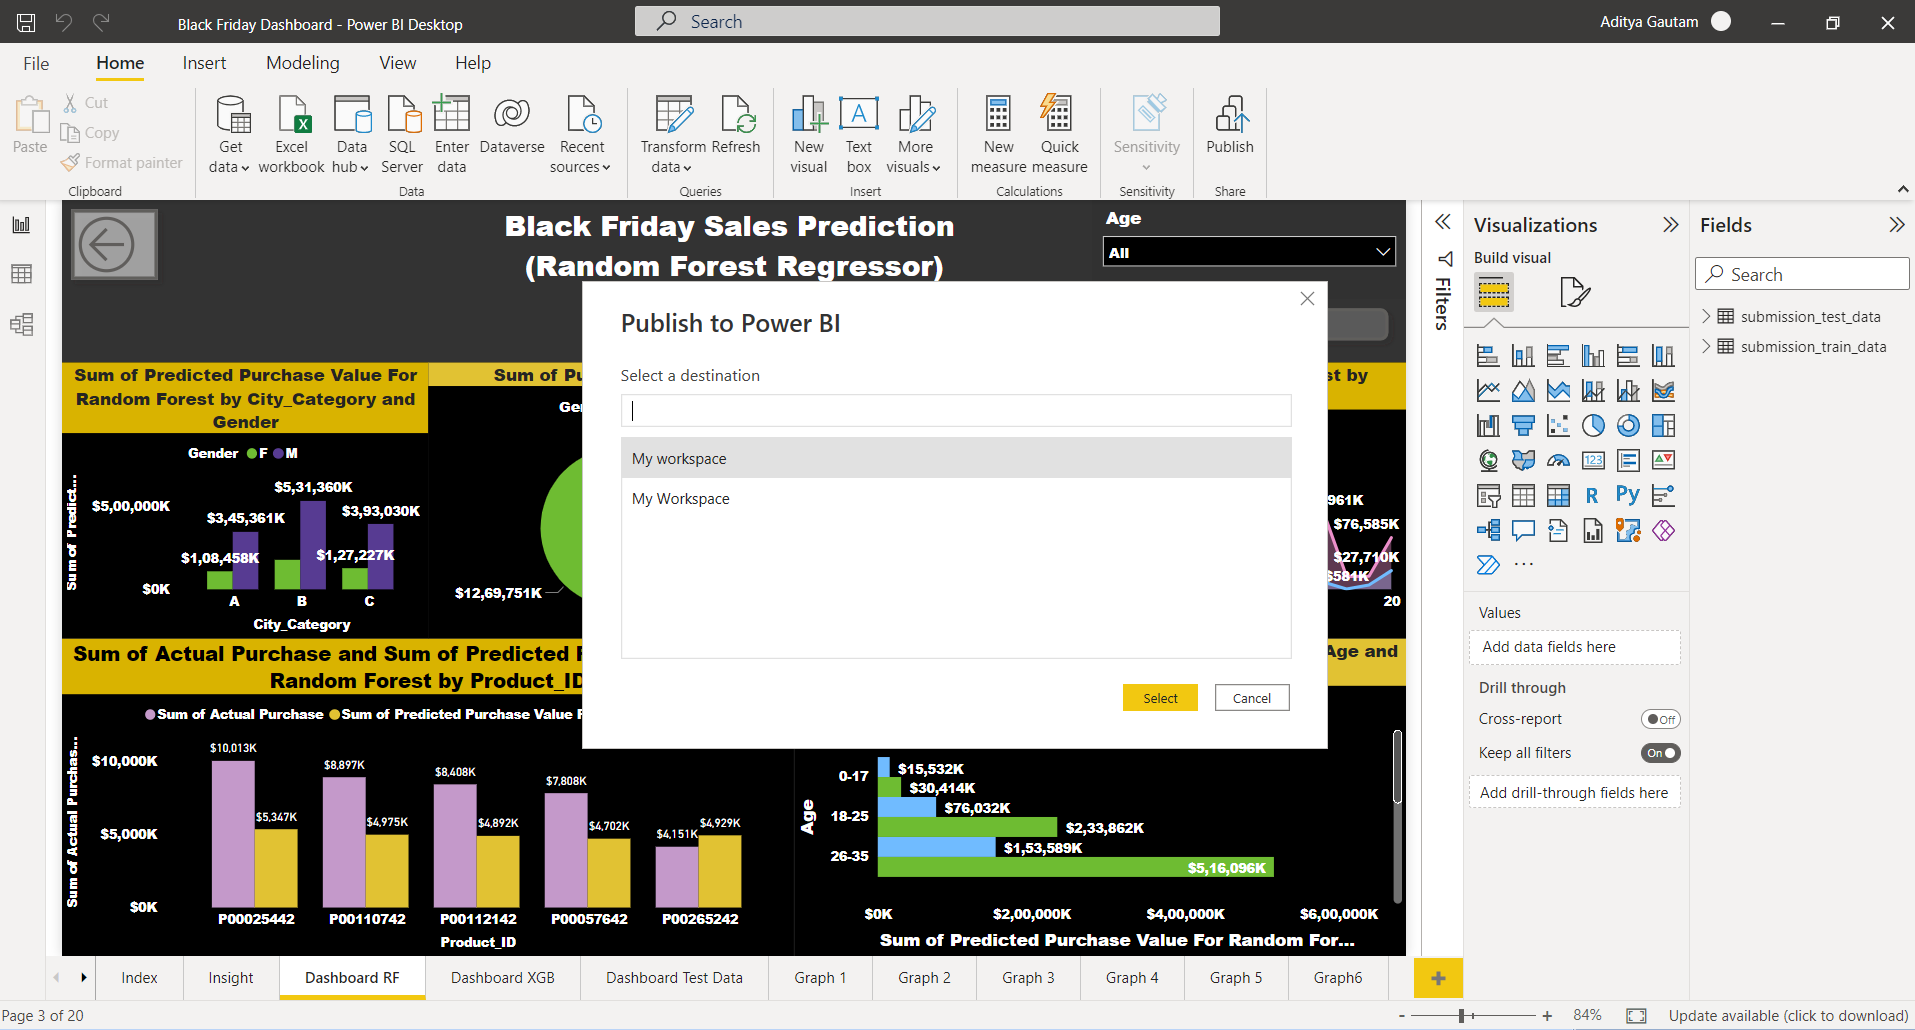 Black Friday Dashboard - Power BI Desktop
Search
Aditya Gautam
File Home Insert Modeling View Help
Paste
Cut
Copy
Format painter
Clipboard
Get data
Excel workbook
Data hub
SQL Server
Enter data
Dataverse
Recent sources
Data
Transform data
Refresh
Queries
New visual
Text box
More visuals
Insert
New measure
Quick measure
Calculations
Sensitivity
Sensitivity
Publish
Share
Black Friday Sales Prediction
(Random Forest Regressor)
Age
All
Sum of Predicted Purchase Value For
Random Forest by City_Category and
Gender
Gender F M
Sum of Predict...
$5,00,000K
$0K
$1,08,458K
$3,45,361K
$5,31,360K
$1,27,227K
$3,93,030K
A B C
City_Category
Sum of Pu
Ge
$12,69,751K
st by
961K
$76,585K
$27,710K
$581K
20
Publish to Power BI
Select a destination
My workspace
My Workspace
Select
Cancel
Sum of Actual Purchase and Sum of Predicted
Random Forest by Product_ID
Sum of Actual Purchase Sum of Predicted Purchase Value F
Sum of Actual Purchas...
$10,000K
$5,000K
$0K
$10,013K
$5,347K
$8,897K
$4,975K
$8,408K
$4,892K
$7,808K
$4,702K
$4,151K
$4,929K
P00025442 P00110742 P00112142 P00057642 P00265242
Product_ID
Age and
Age
0-17
$15,532K
$30,414K
18-25
$76,032K
$2,33,862K
26-35
$1,53,589K
$5,16,096K
$0K $2,00,000K $4,00,000K $6,00,000K
Sum of Predicted Purchase Value For Random For...
Filters
Visualizations
Build visual
123
R
Py
...
Values
Add data fields here
Drill through
Cross-report
Off
Keep all filters
On
Add drill-through fields here
Fields
Search
submission_test_data
submission_train_data
Index Insight Dashboard RF Dashboard XGB Dashboard Test Data Graph 1 Graph 2 Graph 3 Graph 4 Graph 5 Graph6 +
Page 3 of 20
- + 84%
Update available (click to download)